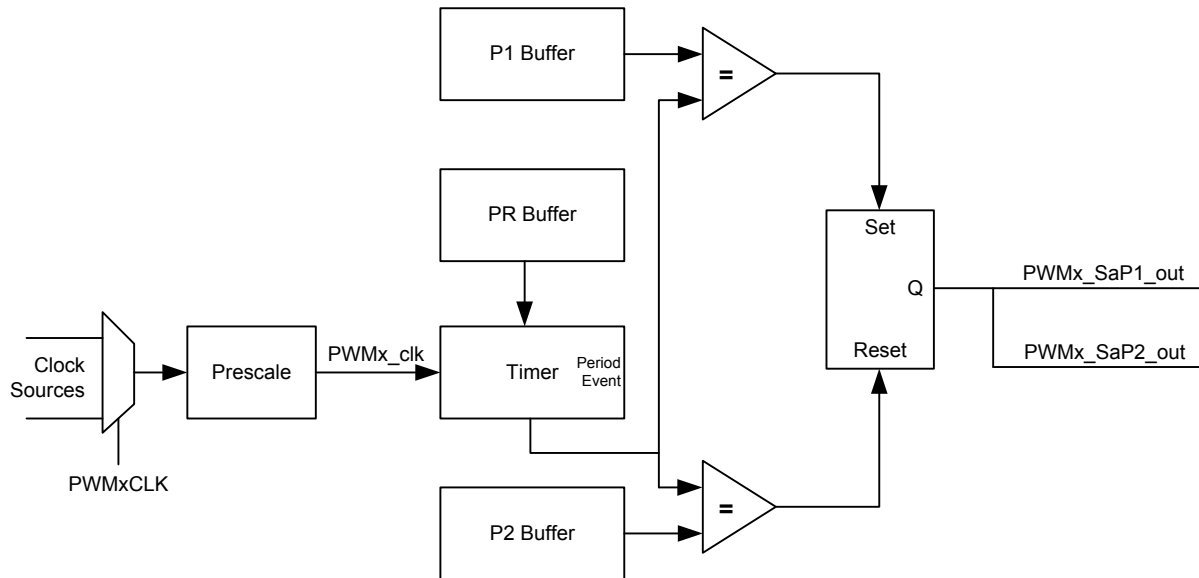 P1 Buffer
=
PR Buffer
Set
Q
Reset
PWMx_SaP1_out
PWMx_SaP2_out
Clock
Sources
Prescale
PWMx_clk
Timer
Period
Event
PWMxCLK
P2 Buffer
=